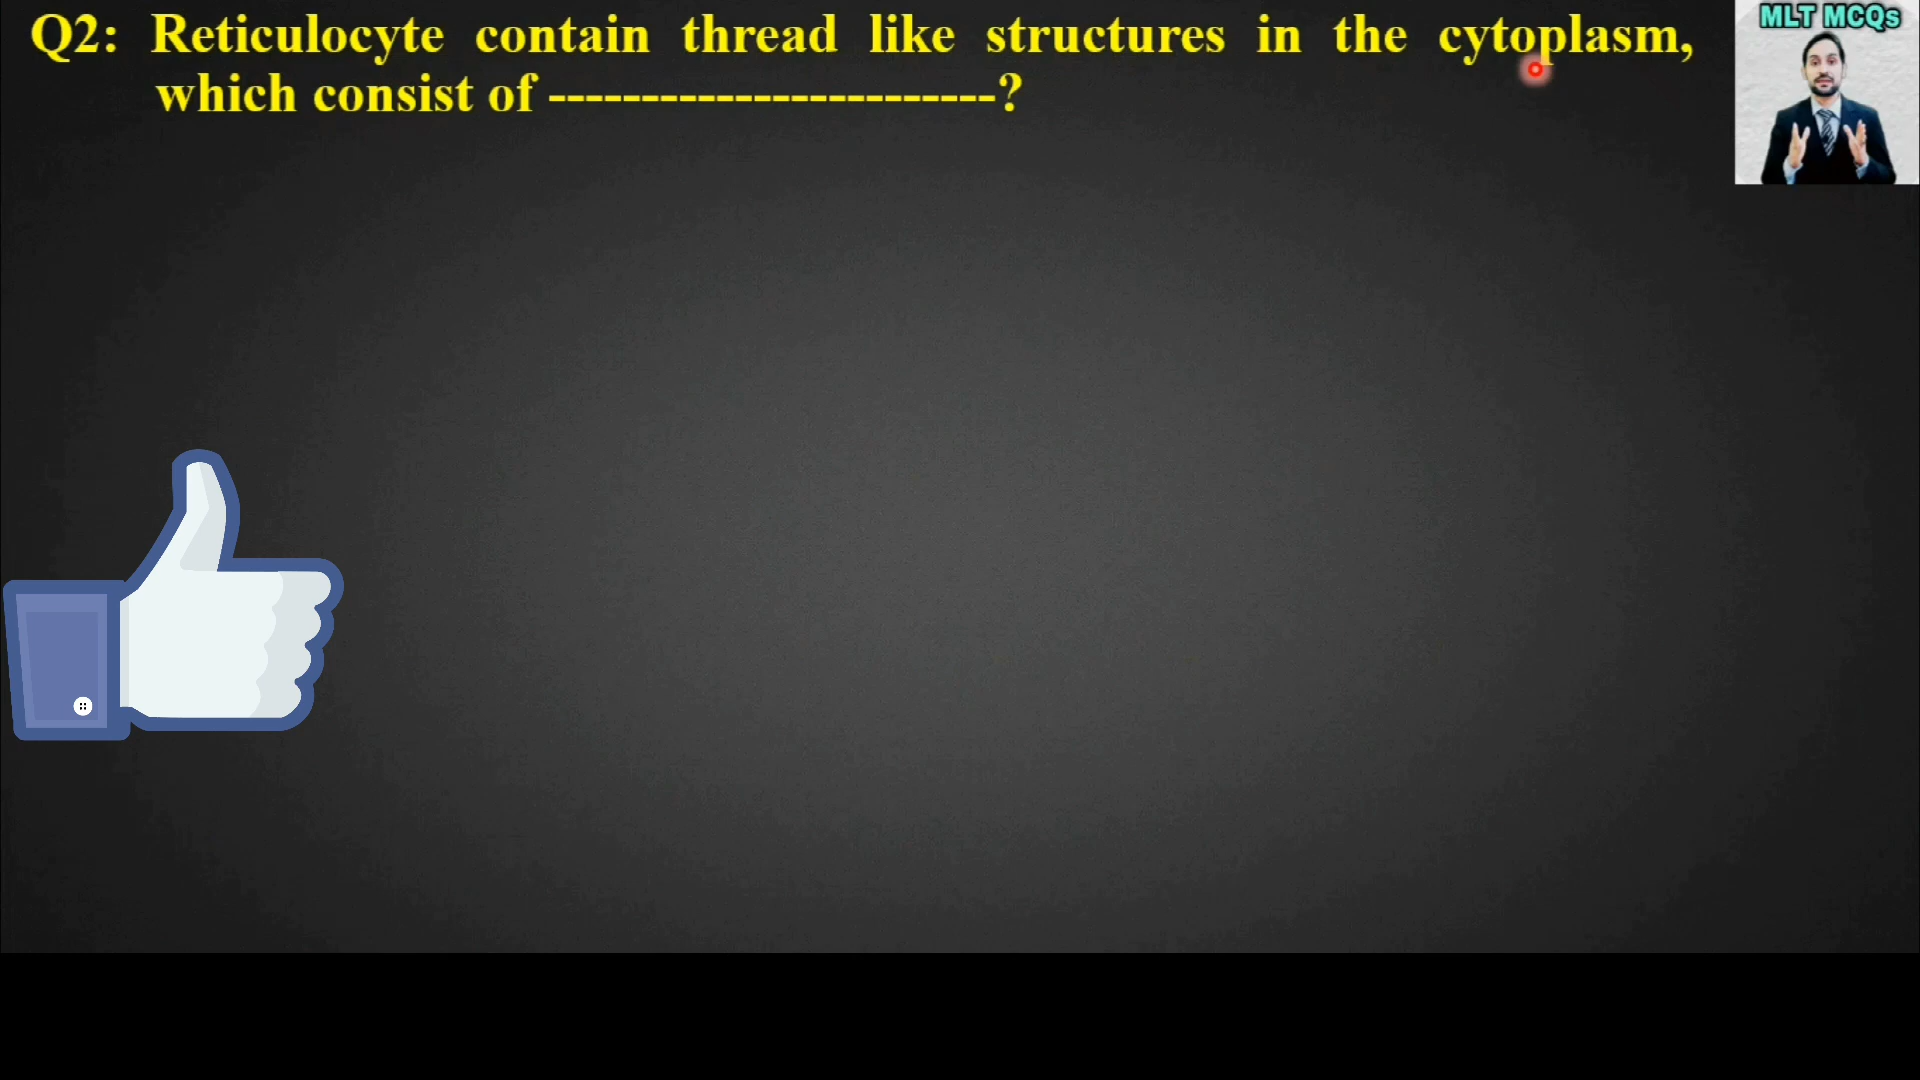 Q2: Reticulocyte contain thread like structures in the cytoplasm,
which consist of ------------------------?
MLT MCQs